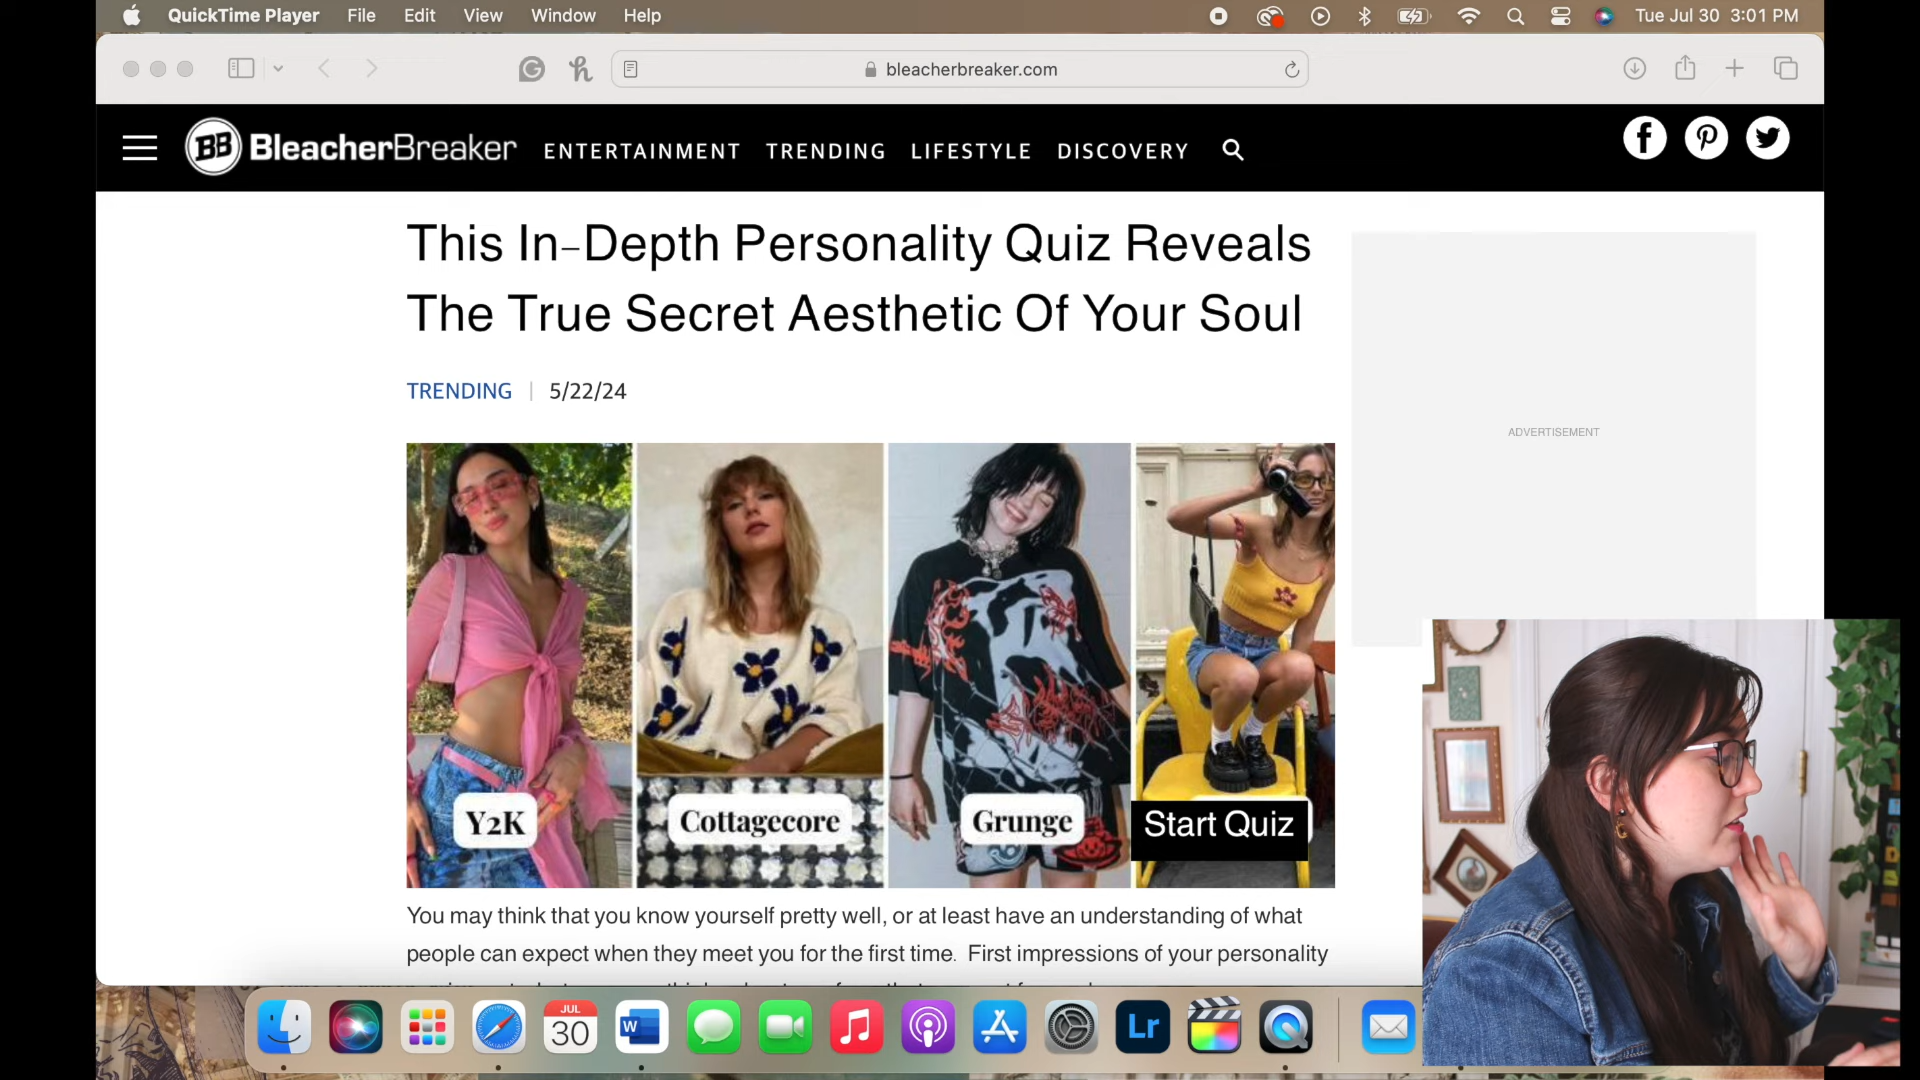 QuickTime Player File Edit View Window Help Tue Jul 30 3:01 PM
bleacherbreaker.com
BB BleacherBreaker ENTERTAINMENT TRENDING LIFESTYLE DISCOVERY
This In-Depth Personality Quiz Reveals
The True Secret Aesthetic Of Your Soul
TRENDING | 5/22/24
ADVERTISEMENT
Y2K Cottagecore Grunge Start Quiz
You may think that you know yourself pretty well, or at least have an understanding of what
people can expect when they meet you for the first time. First impressions of your personality
JUL
30
W
Lr